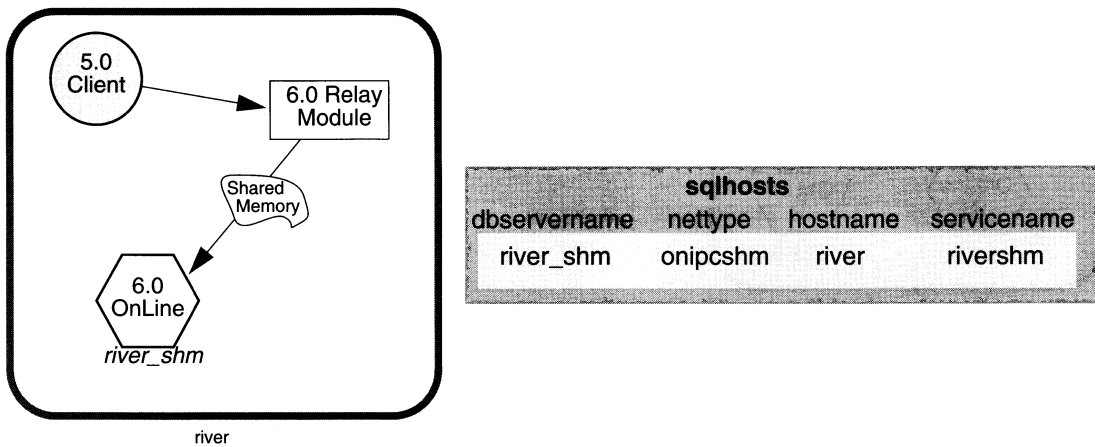 5.0
Client
6.0 Relay
Module
Shared
Memory
6.0
OnLine
river_shm
river
sqlhosts
dbservername nettype hostname servicename
river_shm onipcshm river rivershm